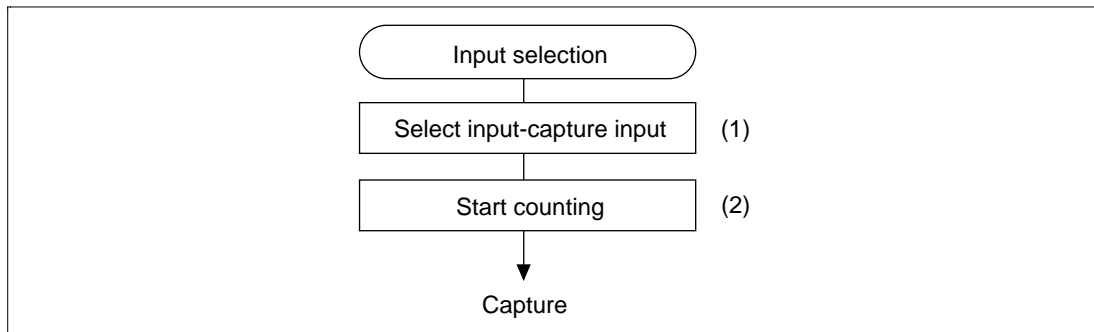 Input selection
Select input-capture input (1)
Start counting (2)
Capture